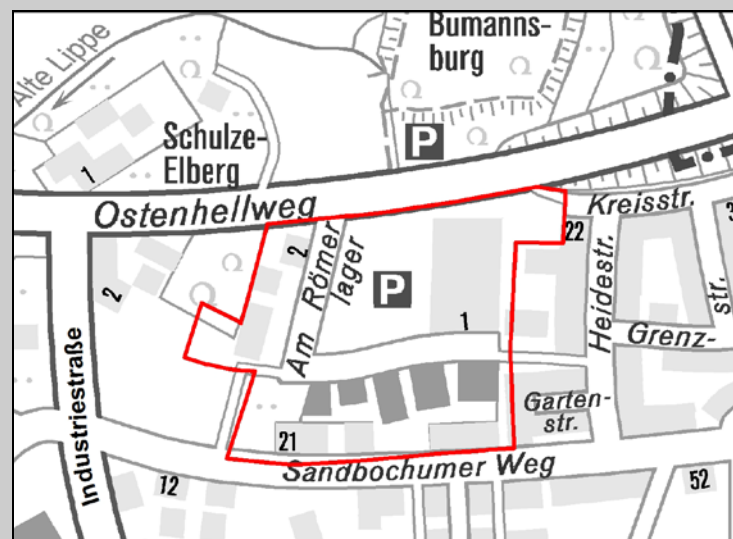 Alte Lippe
Bumanns-
burg
P
Schulze-
Elberg
1
Ostenhellweg
Kreisstr.
3
22
2
2
Am Römer
lager
P
Heidestr.
str.
1
Grenz-
Garten-
str.
21
Sandbochumer Weg
Industriestraße
12
52